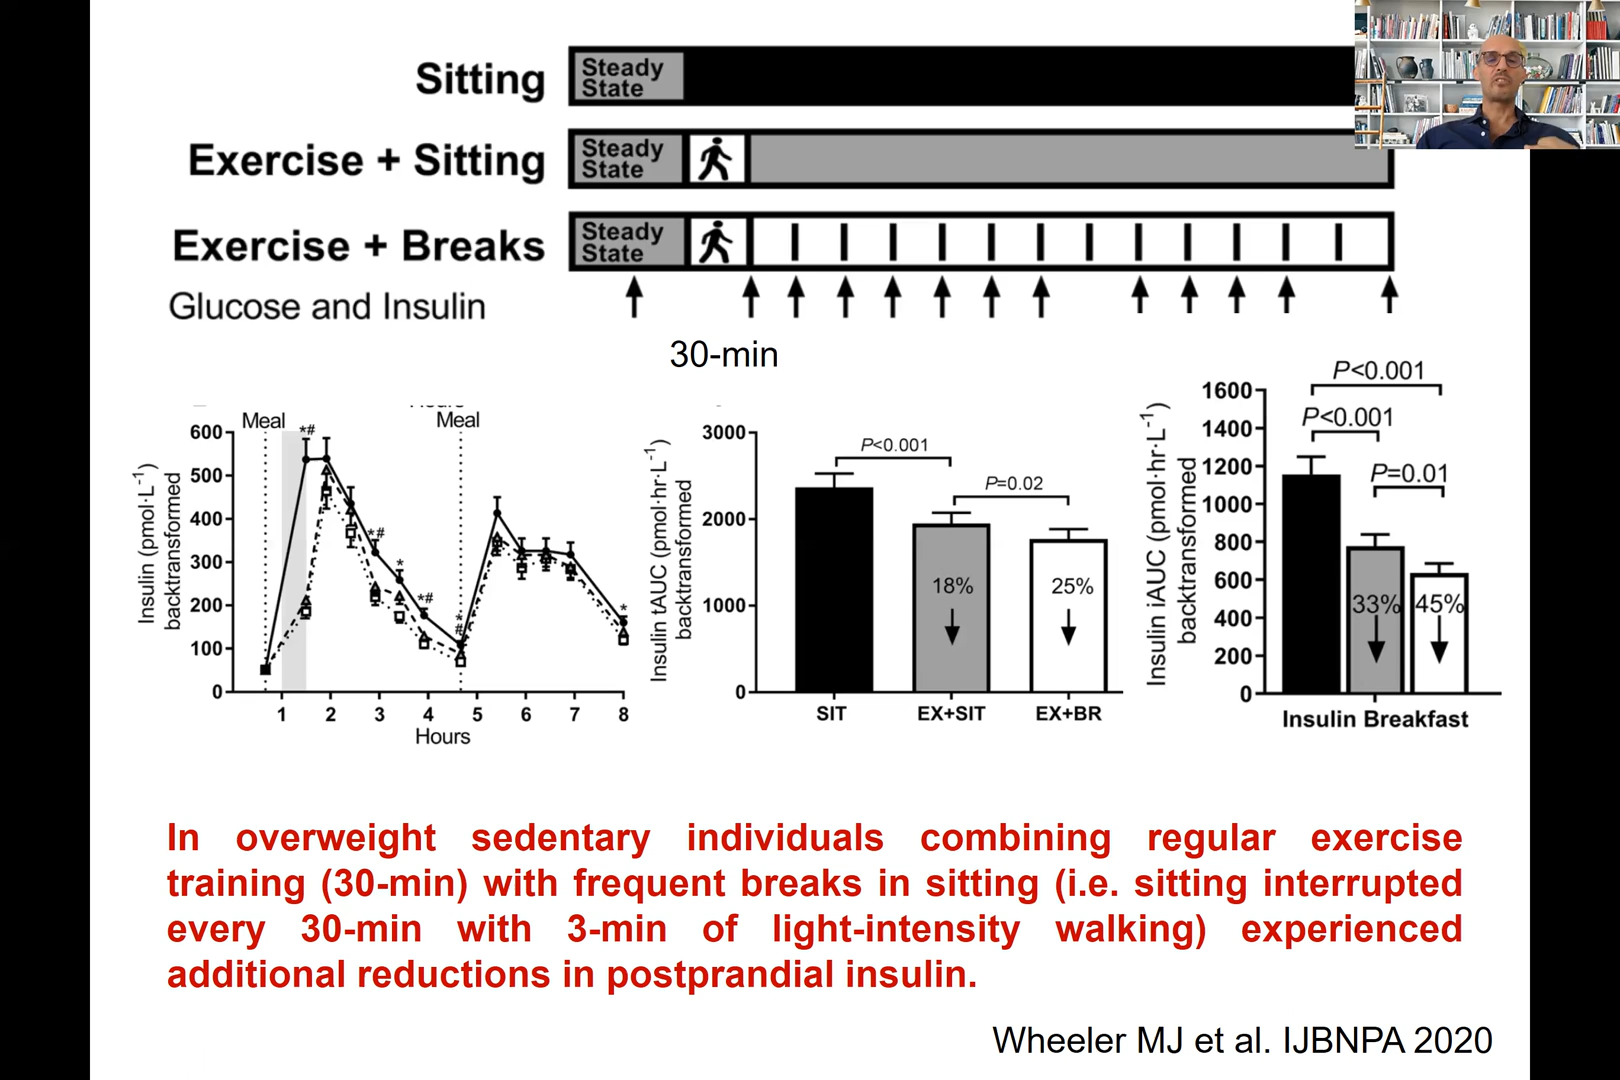 Sitting
Steady
State
Exercise + Sitting
Steady
State
Exercise + Breaks
Steady
State
Glucose and Insulin
30-min
Meal
Meal
Insulin (pmol·L⁻¹)
backtransformed
600
500
400
300
200
100
0
*#
*#
*
*#
*
#
*
1 2 3 4 5 6 7 8
Hours
Insulin tAUC (pmol·hr·L⁻¹)
backtransformed
3000
2000
1000
0
P<0.001
P=0.02
18%
25%
SIT EX+SIT EX+BR
Insulin iAUC (pmol·hr·L⁻¹)
backtransformed
1600
1400
1200
1000
800
600
400
200
0
P<0.001
P<0.001
P=0.01
33%
45%
Insulin Breakfast
In overweight sedentary individuals combining regular exercise
training (30-min) with frequent breaks in sitting (i.e. sitting interrupted
every 30-min with 3-min of light-intensity walking) experienced
additional reductions in postprandial insulin.
Wheeler MJ et al. IJBNPA 2020